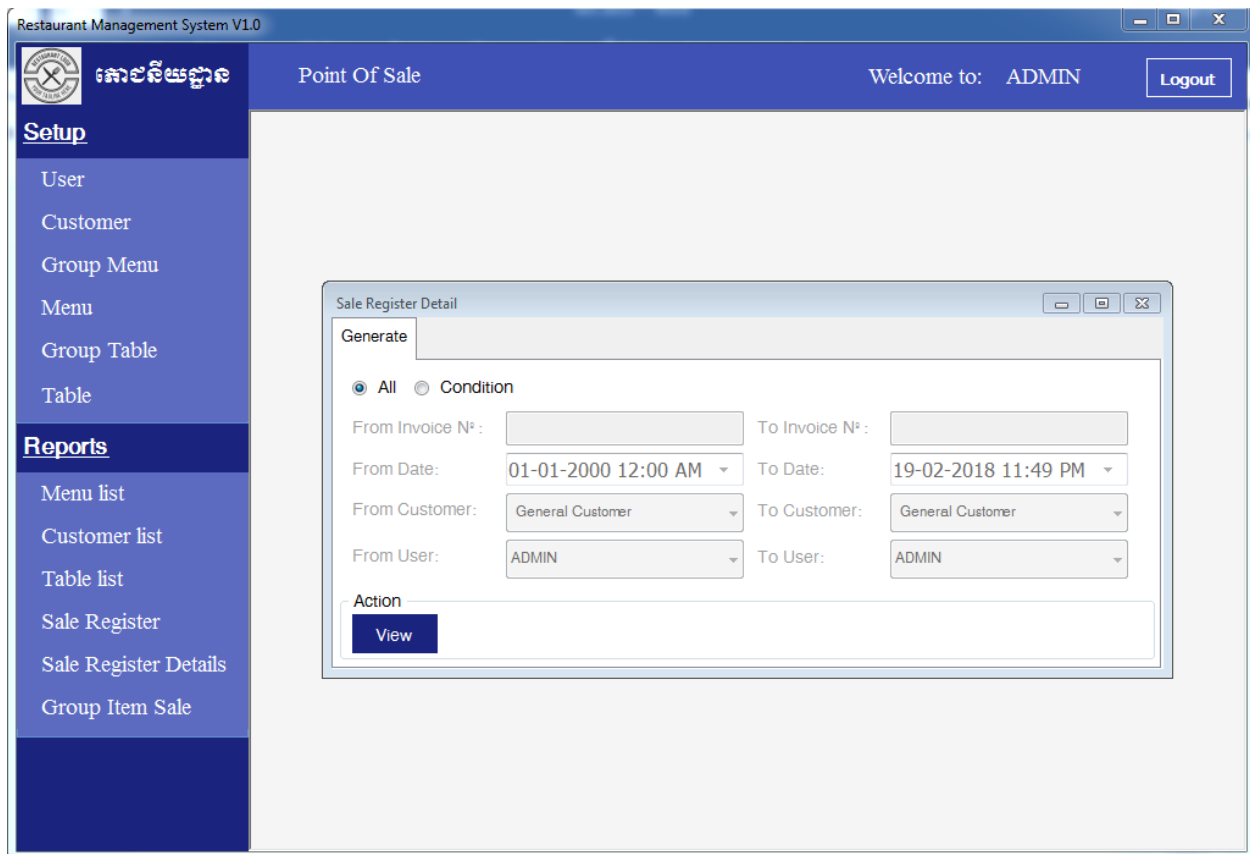 Restaurant Management System V1.0
ភោជនីយដ្ឋាន
Point Of Sale
Welcome to: ADMIN
Logout
Setup
User
Customer
Group Menu
Menu
Group Table
Table
Reports
Menu list
Customer list
Table list
Sale Register
Sale Register Details
Group Item Sale
Sale Register Detail
Generate
All Condition
From Invoice Nº : To Invoice Nº :
From Date: 01-01-2000 12:00 AM To Date: 19-02-2018 11:49 PM
From Customer: General Customer To Customer: General Customer
From User: ADMIN To User: ADMIN
Action
View